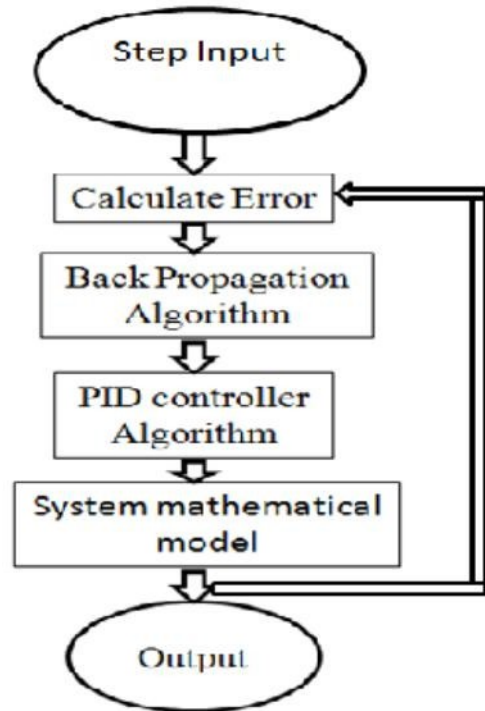 Step Input
Calculate Error
Back Propagation
Algorithm
PID controller
Algorithm
System mathematical
model
Output